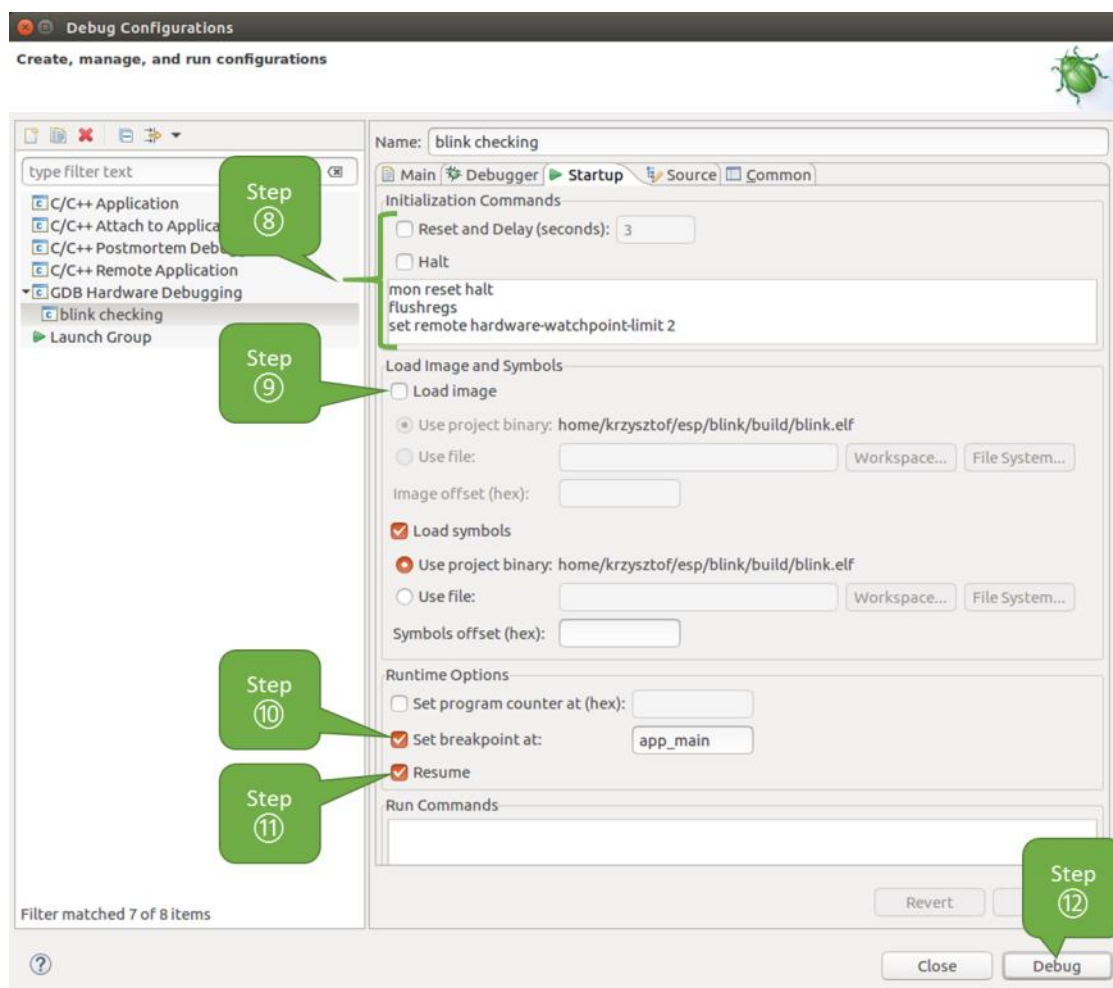 Debug Configurations
Create, manage, and run configurations
type filter text
C/C++ Application
C/C++ Attach to Applica
C/C++ Postmortem Deb
C/C++ Remote Application
GDB Hardware Debugging
blink checking
Launch Group
Filter matched 7 of 8 items
Step
⑧
Step
⑨
Step
⑩
Step
⑪
Name: blink checking
Main Debugger Startup Source Common
Initialization Commands
Reset and Delay (seconds): 3
Halt
mon reset halt
flushregs
set remote hardware-watchpoint-limit 2
Load Image and Symbols
Load image
Use project binary: home/krzysztof/esp/blink/build/blink.elf
Use file: Workspace... File System...
Image offset (hex):
Load symbols
Use project binary: home/krzysztof/esp/blink/build/blink.elf
Use file: Workspace... File System...
Symbols offset (hex):
Runtime Options
Set program counter at (hex):
Set breakpoint at: app_main
Resume
Run Commands
Step
⑫
Revert
Close Debug